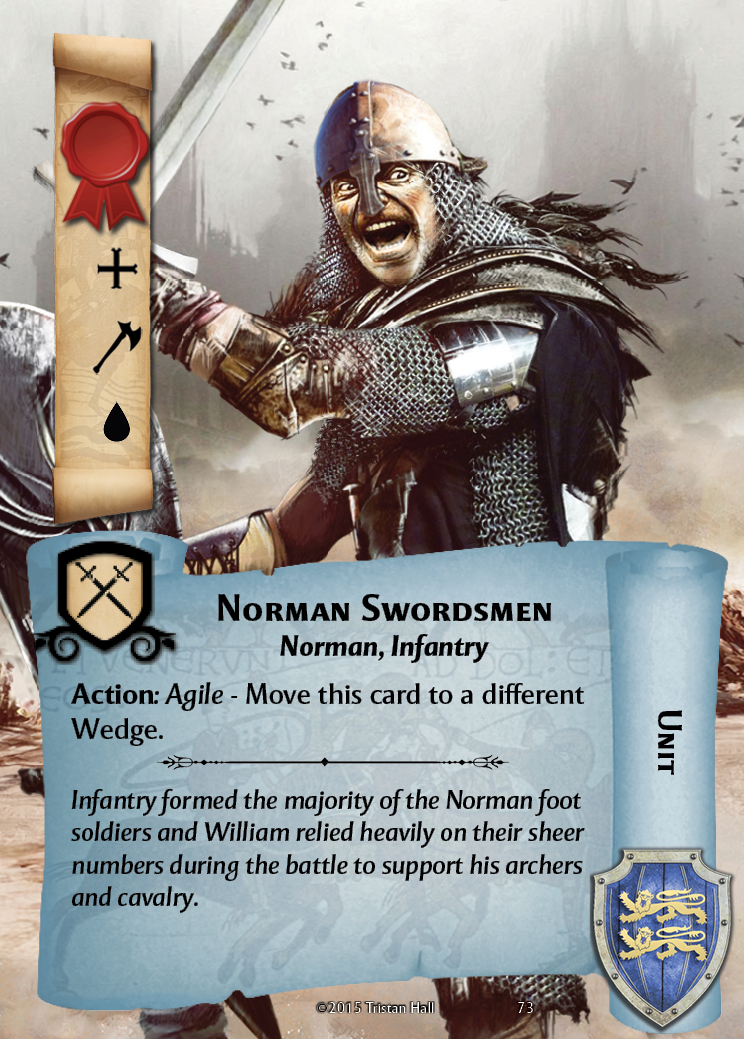 Norman Swordsmen
Norman, Infantry
Action: Agile - Move this card to a different
Wedge.
Infantry formed the majority of the Norman foot
soldiers and William relied heavily on their sheer
numbers during the battle to support his archers
and cavalry.
Unit
©2015 Tristan Hall
73